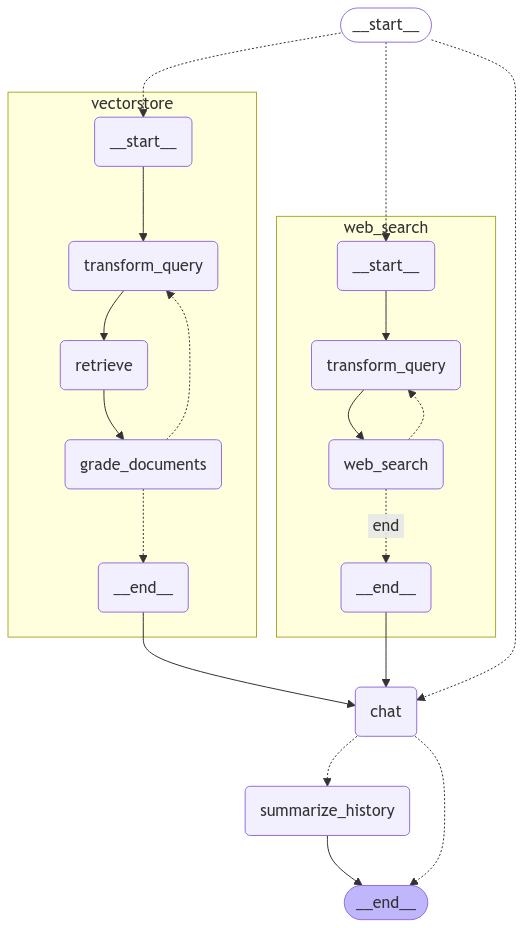 __start__
vectorstore
__start__
transform_query
retrieve
grade_documents
__end__
web_search
__start__
transform_query
web_search
end
__end__
chat
summarize_history
__end__